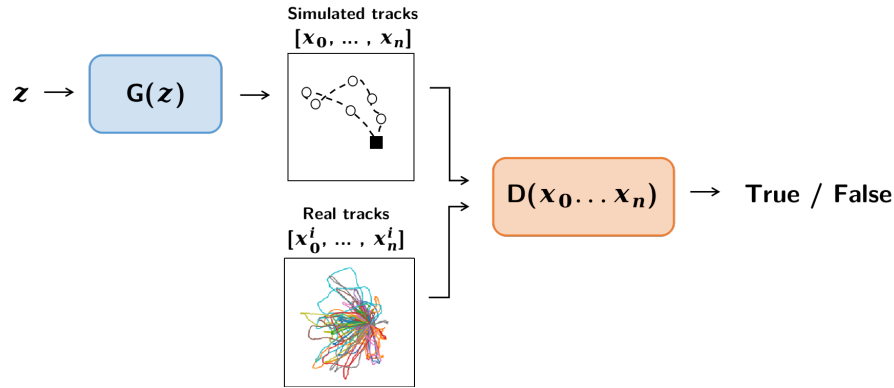 Simulated tracks
[x₀, ... , xₙ]
z
G(z)
D(x₀...xₙ)
True / False
Real tracks
[x₀ⁱ, ... , xₙⁱ]